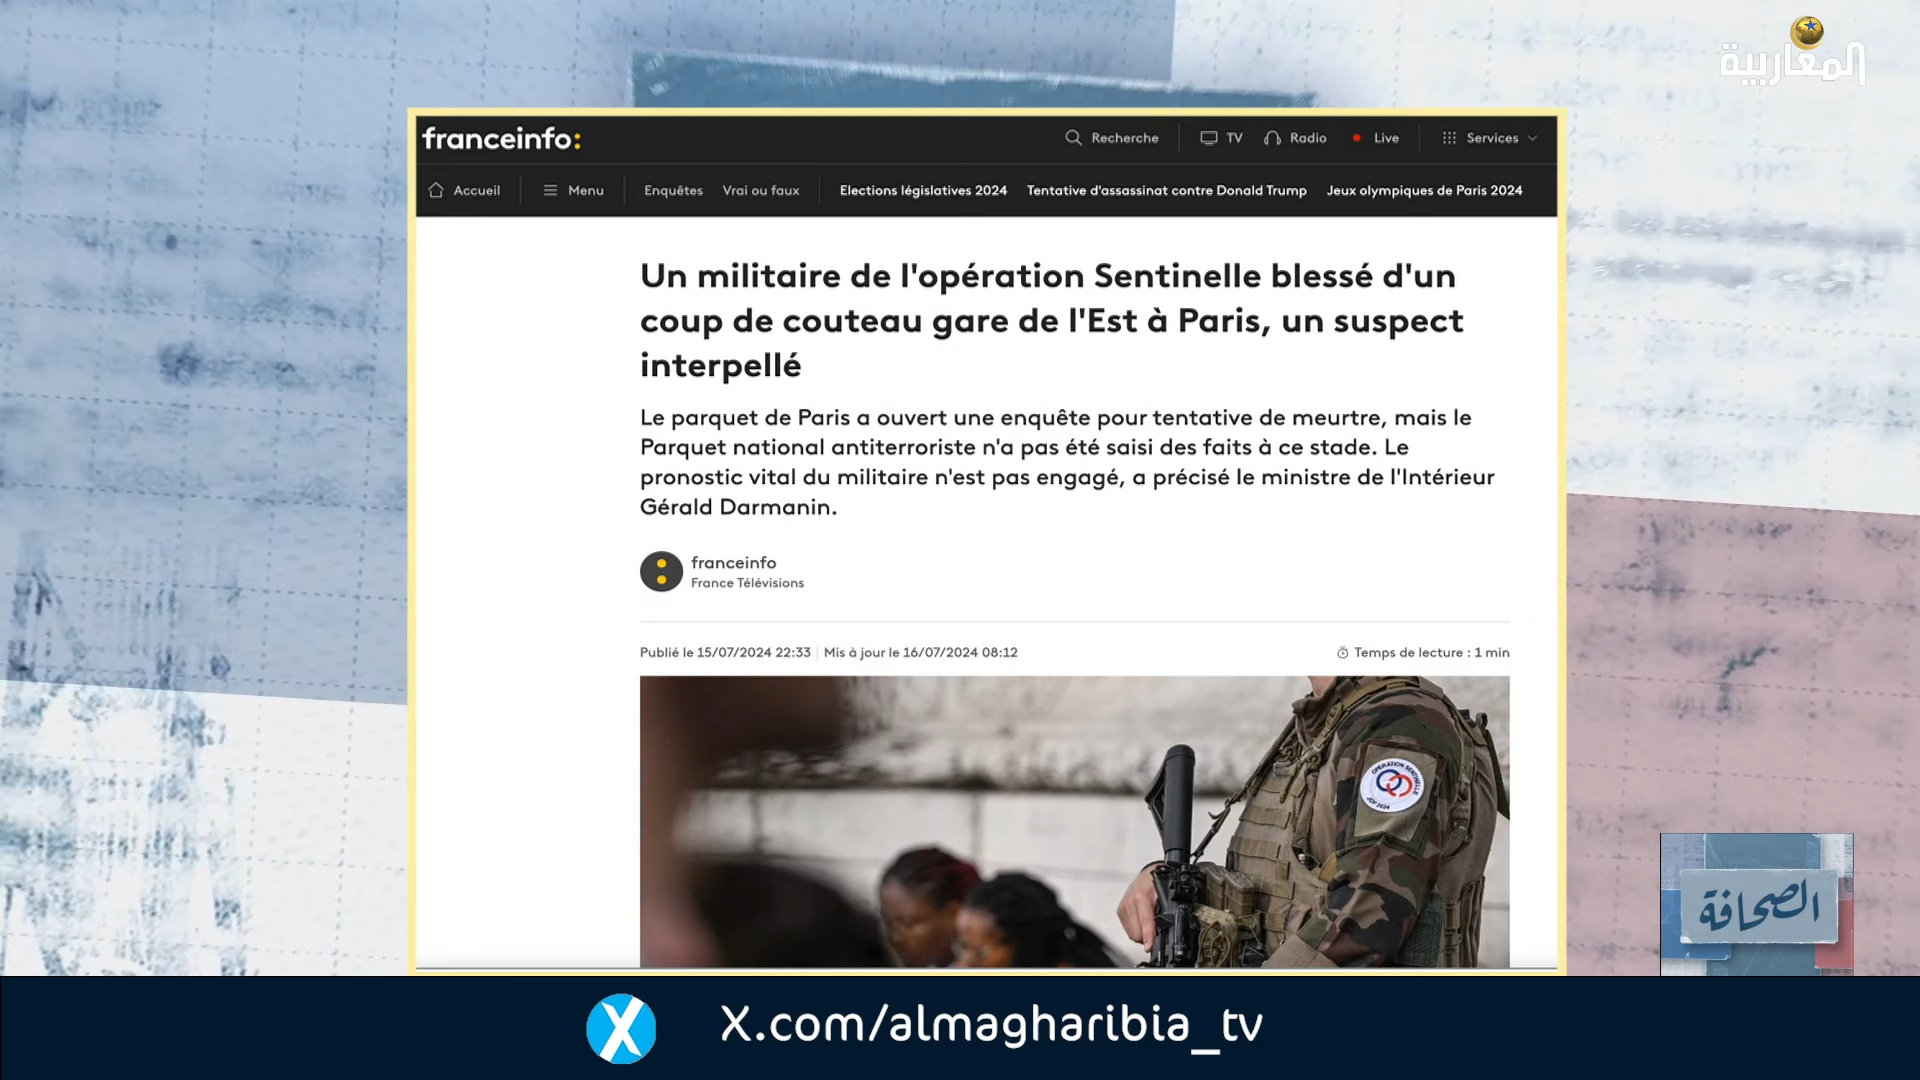 المغاربية
franceinfo:
Recherche TV Radio Live Services
Accueil Menu Enquêtes Vrai ou faux Elections législatives 2024 Tentative d'assassinat contre Donald Trump Jeux olympiques de Paris 2024
Un militaire de l'opération Sentinelle blessé d'un
coup de couteau gare de l'Est à Paris, un suspect
interpellé
Le parquet de Paris a ouvert une enquête pour tentative de meurtre, mais le
Parquet national antiterroriste n'a pas été saisi des faits à ce stade. Le
pronostic vital du militaire n'est pas engagé, a précisé le ministre de l'Intérieur
Gérald Darmanin.
franceinfo
France Télévisions
Publié le 15/07/2024 22:33 Mis à jour le 16/07/2024 08:12 Temps de lecture : 1 min
OPERATION SENTINELLE
JOP 2024
الصحافة
X.com/almagharibia_tv